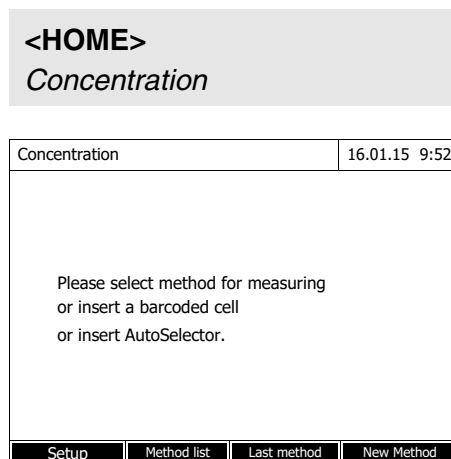 <HOME>
Concentration
Concentration 16.01.15 9:52
Please select method for measuring
or insert a barcoded cell
or insert AutoSelector.
Setup Method list Last method New Method